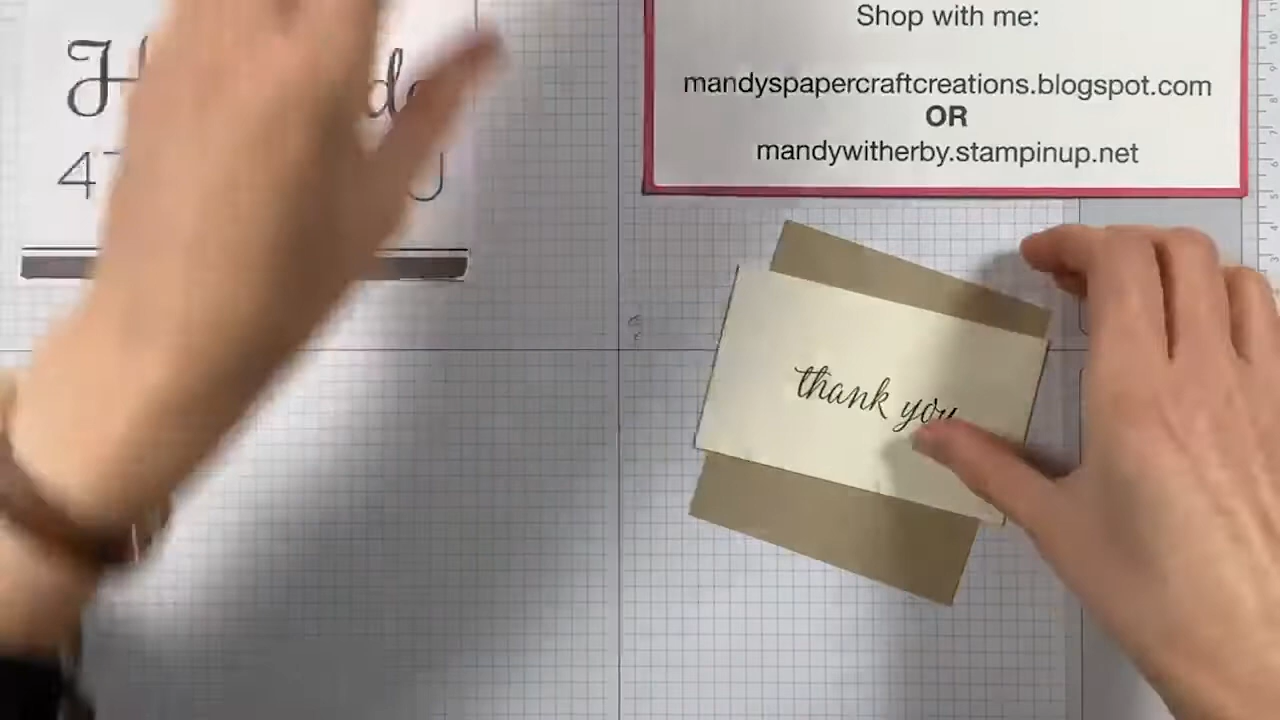 Shop with me:
mandyspapercraftcreations.blogspot.com
OR
mandywitherby.stampinup.net
thank you